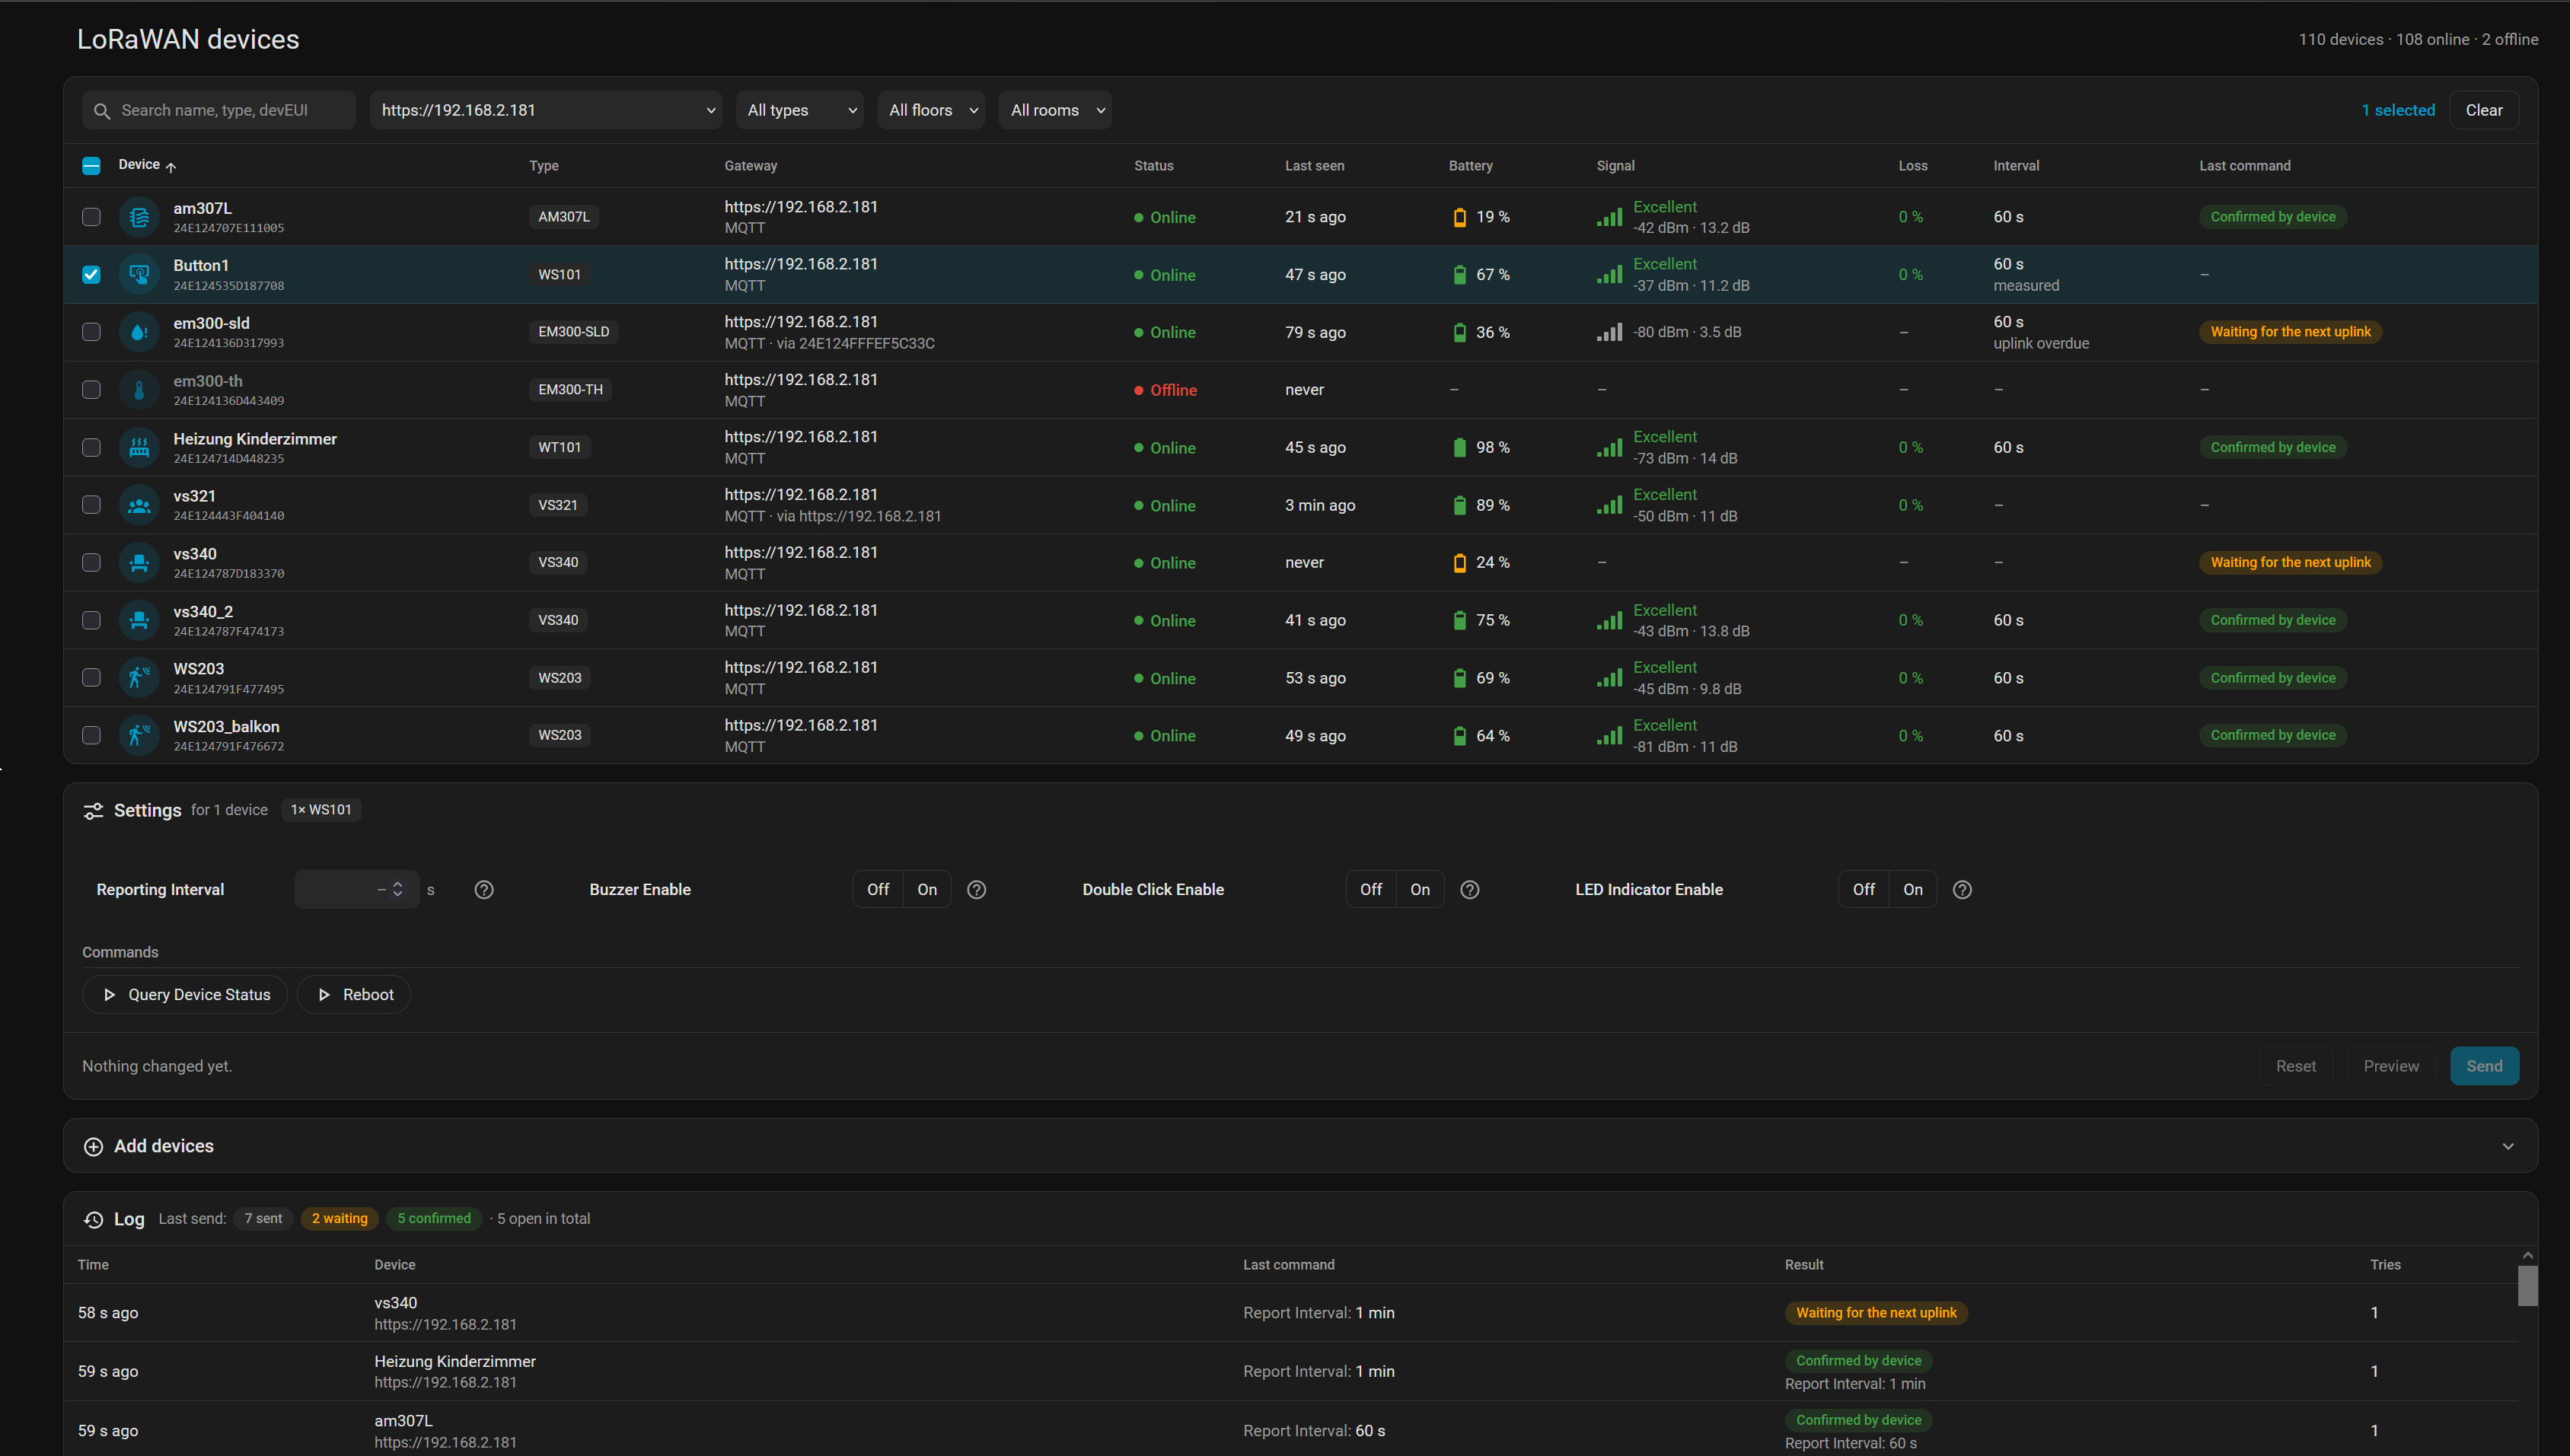 LoRaWAN devices
110 devices · 108 online · 2 offline
Search name, type, devEUI
https://192.168.2.181
All types
All floors
All rooms
1 selected
Clear
Device
Type
Gateway
Status
Last seen
Battery
Signal
Loss
Interval
Last command
am307L
24E124707E111005
AM307L
https://192.168.2.181
MQTT
Online
21 s ago
19 %
Excellent
-42 dBm · 13.2 dB
0 %
60 s
Confirmed by device
Button1
24E124535D187708
WS101
https://192.168.2.181
MQTT
Online
47 s ago
67 %
Excellent
-37 dBm · 11.2 dB
0 %
60 s
measured
–
em300-sld
24E124136D317993
EM300-SLD
https://192.168.2.181
MQTT · via 24E124FFFEF5C33C
Online
79 s ago
36 %
-80 dBm · 3.5 dB
–
60 s
uplink overdue
Waiting for the next uplink
em300-th
24E124136D443409
EM300-TH
https://192.168.2.181
MQTT
Offline
never
–
–
–
–
–
Heizung Kinderzimmer
24E124714D448235
WT101
https://192.168.2.181
MQTT
Online
45 s ago
98 %
Excellent
-73 dBm · 14 dB
0 %
60 s
Confirmed by device
vs321
24E124443F404140
VS321
https://192.168.2.181
MQTT · via https://192.168.2.181
Online
3 min ago
89 %
Excellent
-50 dBm · 11 dB
0 %
–
–
vs340
24E124787D183370
VS340
https://192.168.2.181
MQTT
Online
never
24 %
–
–
–
Waiting for the next uplink
vs340_2
24E124787F474173
VS340
https://192.168.2.181
MQTT
Online
41 s ago
75 %
Excellent
-43 dBm · 13.8 dB
0 %
60 s
Confirmed by device
WS203
24E124791F477495
WS203
https://192.168.2.181
MQTT
Online
53 s ago
69 %
Excellent
-45 dBm · 9.8 dB
0 %
60 s
Confirmed by device
WS203_balkon
24E124791F476672
WS203
https://192.168.2.181
MQTT
Online
49 s ago
64 %
Excellent
-81 dBm · 11 dB
0 %
60 s
Confirmed by device
Settings for 1 device 1× WS101
Reporting Interval
– s
Buzzer Enable
Off On
Double Click Enable
Off On
LED Indicator Enable
Off On
Commands
Query Device Status
Reboot
Nothing changed yet.
Reset
Preview
Send
Add devices
Log Last send: 7 sent 2 waiting 5 confirmed · 5 open in total
Time
Device
Last command
Result
Tries
58 s ago
vs340
https://192.168.2.181
Report Interval: 1 min
Waiting for the next uplink
1
59 s ago
Heizung Kinderzimmer
https://192.168.2.181
Report Interval: 1 min
Confirmed by device
Report Interval: 1 min
1
59 s ago
am307L
https://192.168.2.181
Report Interval: 60 s
Confirmed by device
Report Interval: 60 s
1